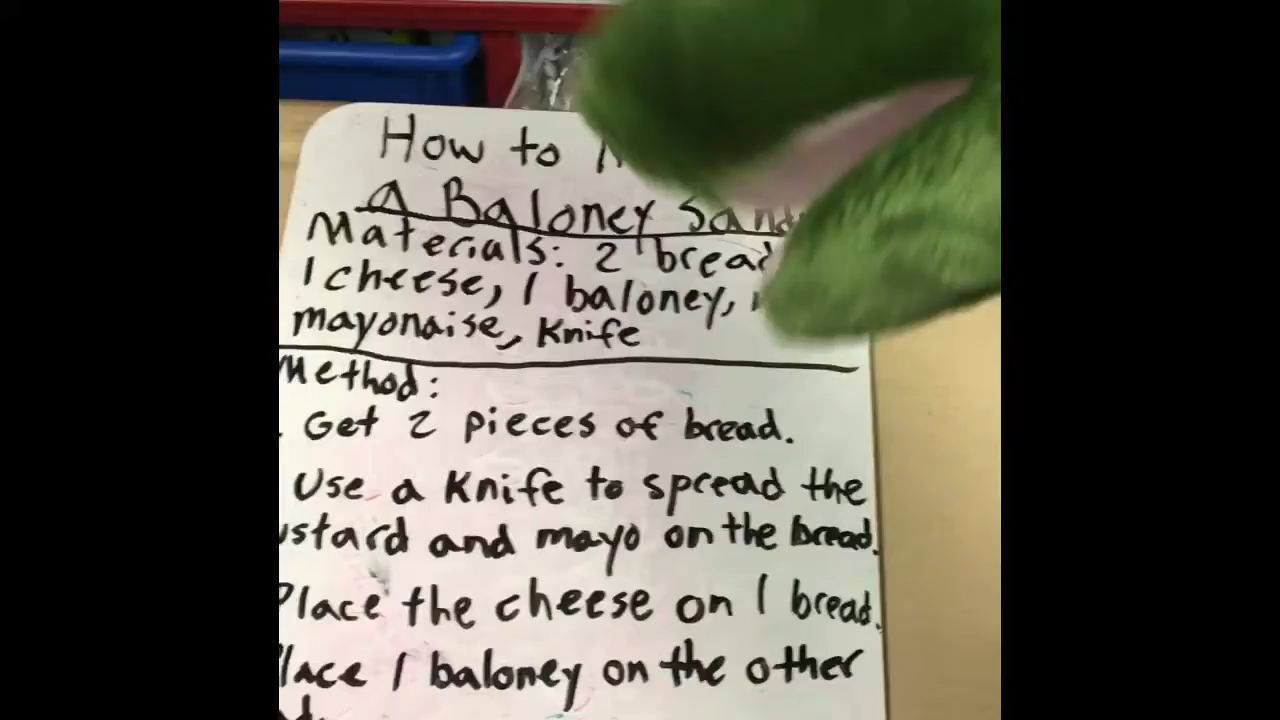 How to
a Baloney San
Materials: 2 bread
1 cheese, 1 baloney,
mayonaise, Knife
Method:
. Get 2 pieces of bread.
Use a Knife to spread the
ustard and mayo on the bread.
Place the cheese on 1 bread.
lace 1 baloney on the other